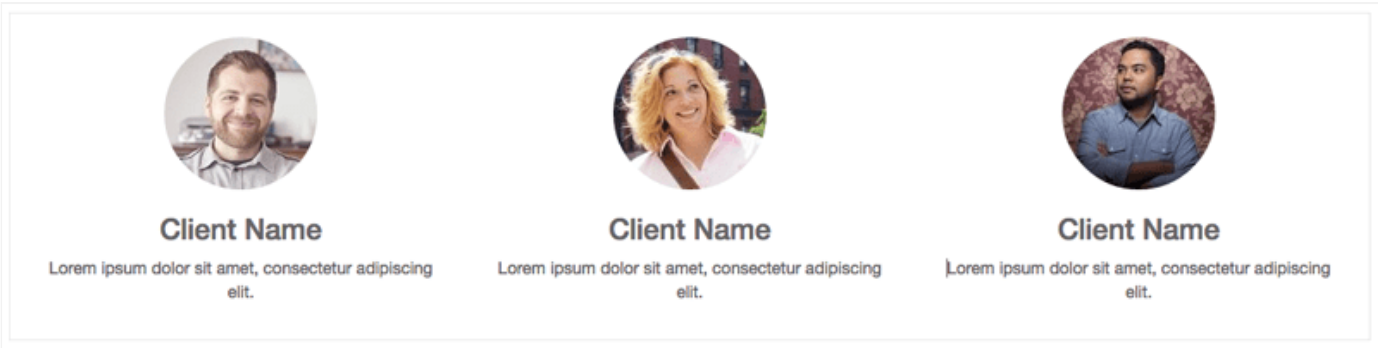 Client Name
Lorem ipsum dolor sit amet, consectetur adipiscing
elit.
Client Name
Lorem ipsum dolor sit amet, consectetur adipiscing
elit.
Client Name
Lorem ipsum dolor sit amet, consectetur adipiscing
elit.